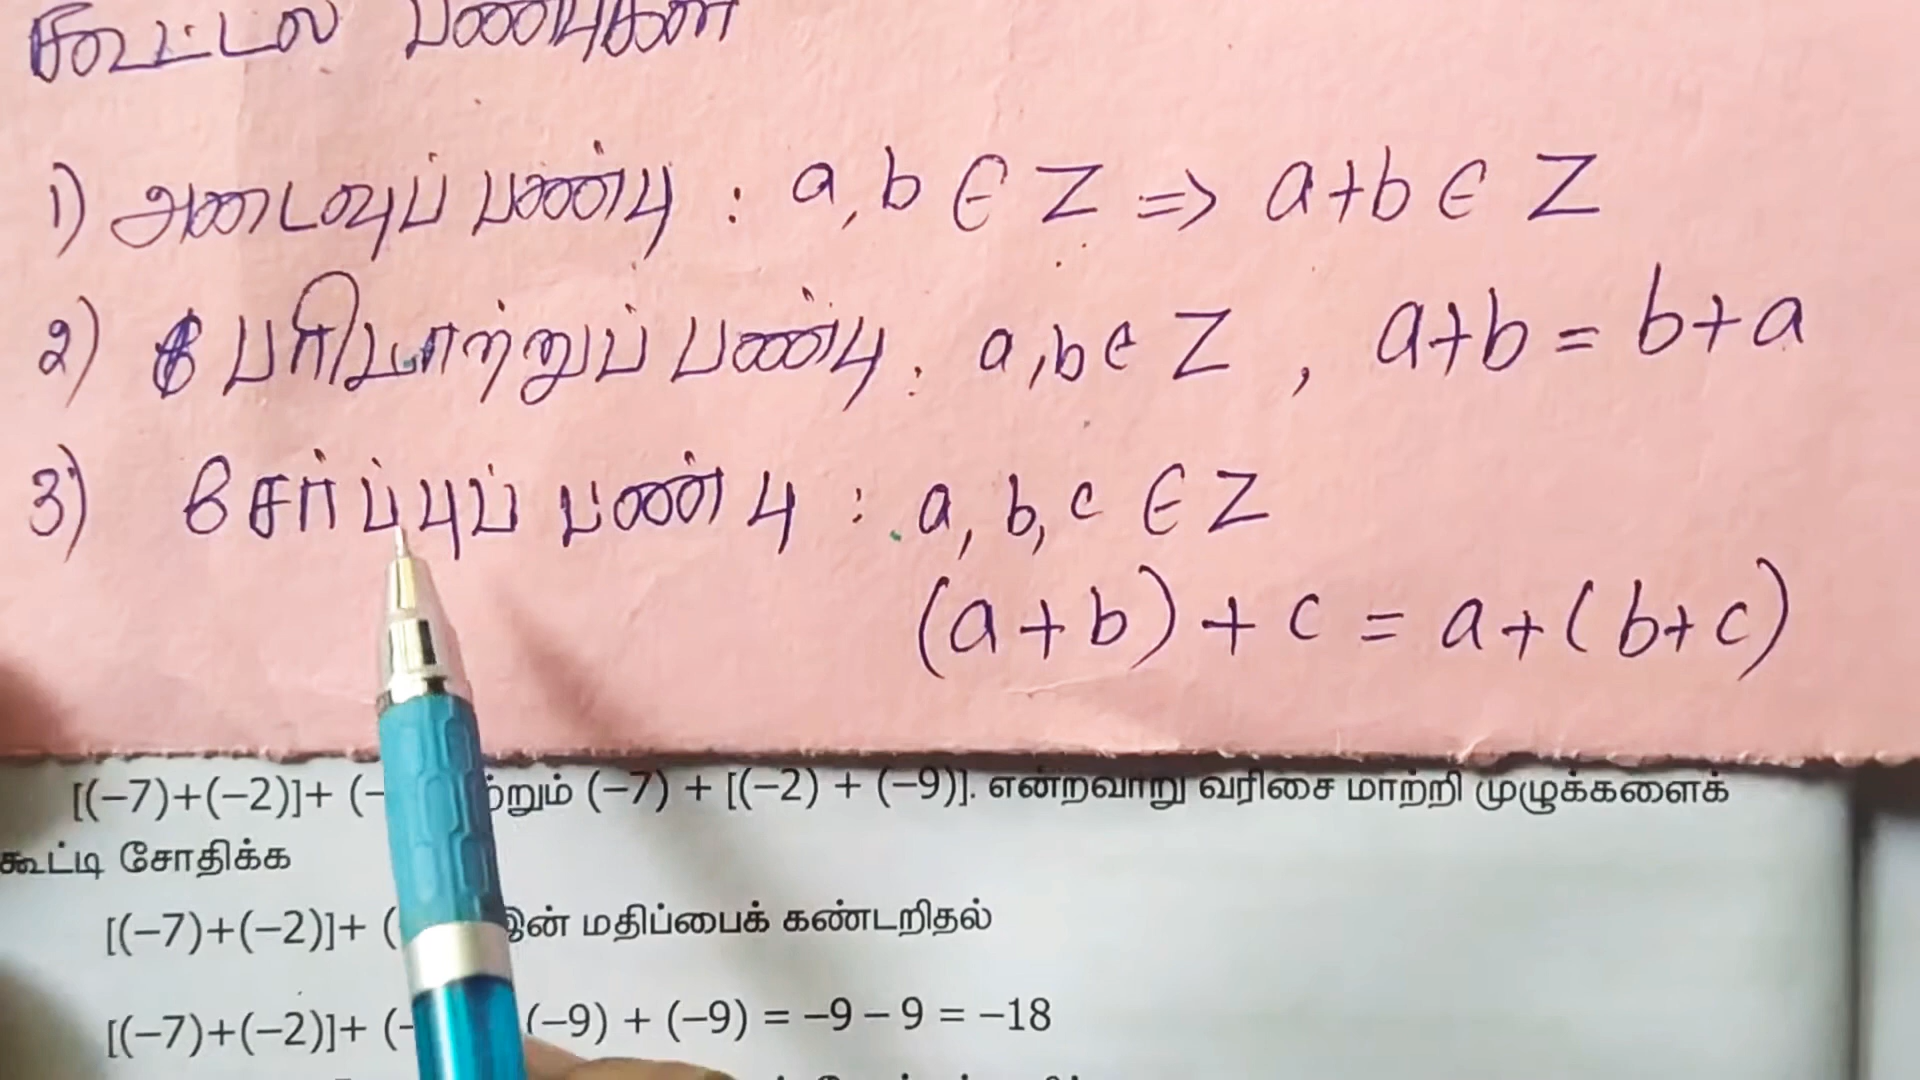 கூட்டல் பண்புகள்
1) அடைவுப் பண்பு : a, b ∈ Z ⇒ a+b ∈ Z
2) பரிமாற்றுப் பண்பு : a, b ∈ Z , a+b = b+a
3) சேர்ப்புப் பண்பு : a, b, c ∈ Z
(a+b) + c = a+(b+c)
[(−7)+(−2)]+ (− (−7) + [(−2) + (−9)]. என்றவாறு வரிசை மாற்றி முழுக்களைக்
கூட்டி சோதிக்க
[(−7)+(−2)]+ ( இன் மதிப்பைக் கண்டறிதல்
[(−7)+(−2)]+ (− (−9) + (−9) = −9 − 9 = −18